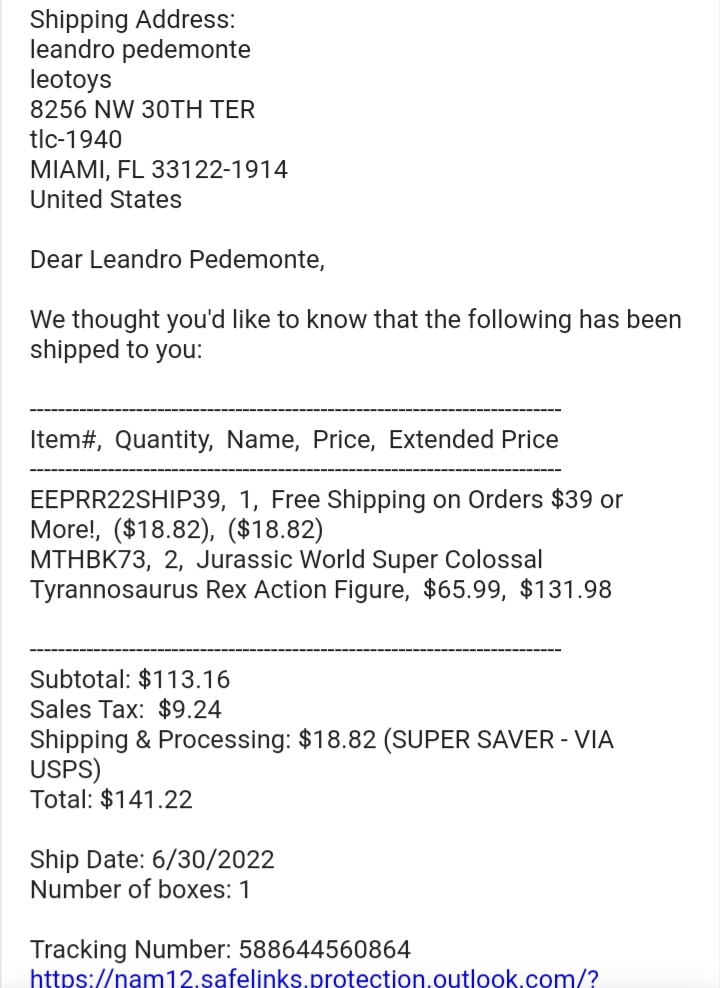 Shipping Address:
leandro pedemonte
leotoys
8256 NW 30TH TER
tlc-1940
MIAMI, FL 33122-1914
United States
Dear Leandro Pedemonte,
We thought you'd like to know that the following has been
shipped to you:
---------------------------------------------------------------------------
Item#,  Quantity,  Name,  Price,  Extended Price
---------------------------------------------------------------------------
EEPRR22SHIP39,  1,  Free Shipping on Orders $39 or
More!,  ($18.82),  ($18.82)
MTHBK73,  2,  Jurassic World Super Colossal
Tyrannosaurus Rex Action Figure,  $65.99,  $131.98
---------------------------------------------------------------------------
Subtotal: $113.16
Sales Tax:  $9.24
Shipping & Processing: $18.82 (SUPER SAVER - VIA
USPS)
Total: $141.22
Ship Date: 6/30/2022
Number of boxes: 1
Tracking Number: 588644560864
https://nam12.safelinks.protection.outlook.com/?